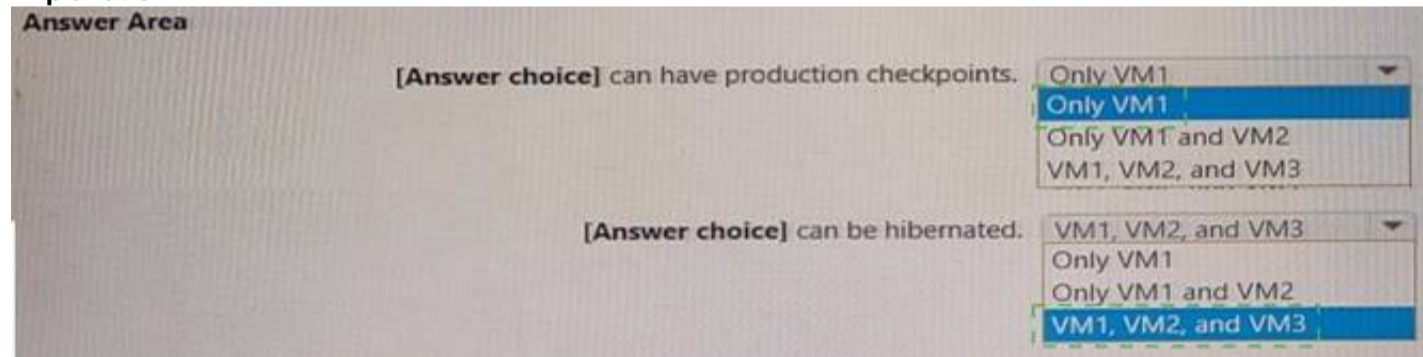 Answer Area
[Answer choice] can have production checkpoints. Only VM1
Only VM1
Only VM1 and VM2
VM1, VM2, and VM3
[Answer choice] can be hibernated. VM1, VM2, and VM3
Only VM1
Only VM1 and VM2
VM1, VM2, and VM3